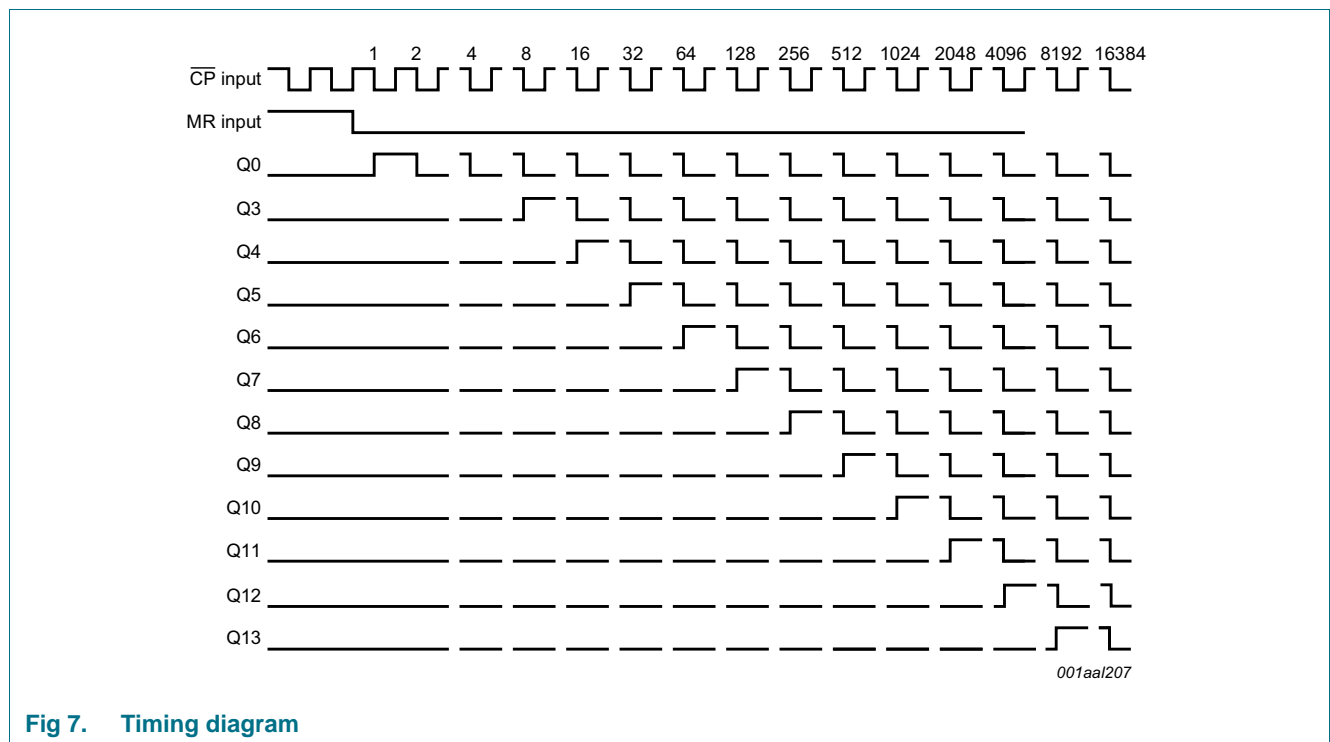 1 2 4 8 16 32 64 128 256 512 1024 2048 4096 8192 16384
CP input
MR input
Q0
Q3
Q4
Q5
Q6
Q7
Q8
Q9
Q10
Q11
Q12
Q13
001aal207
Fig 7. Timing diagram